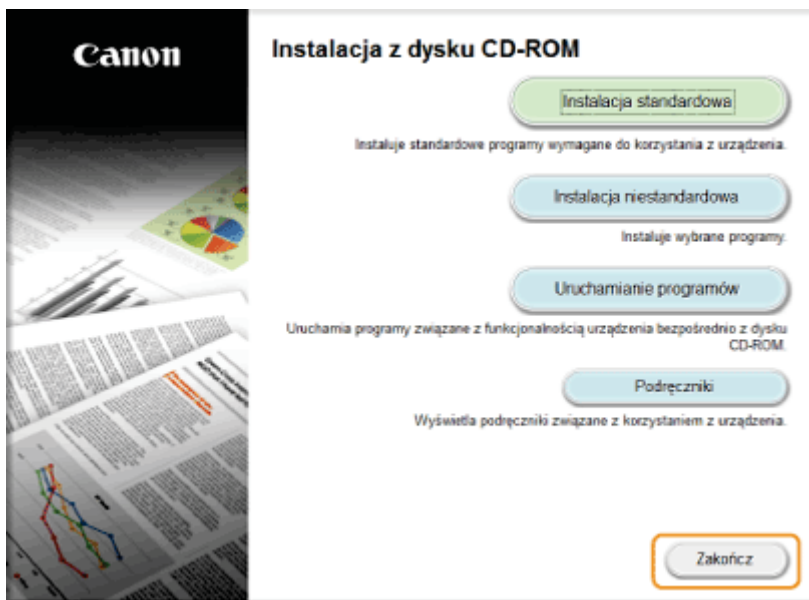 Canon
Instalacja z dysku CD-ROM
Instalacja standardowa
Instaluje standardowe programy wymagane do korzystania z urządzenia.
Instalacja niestandardowa
Instaluje wybrane programy.
Uruchamianie programów
Uruchamia programy związane z funkcjonalnością urządzenia bezpośrednio z dysku
CD-ROM.
Podręczniki
Wyświetla podręczniki związane z korzystaniem z urządzenia.
Zakończ